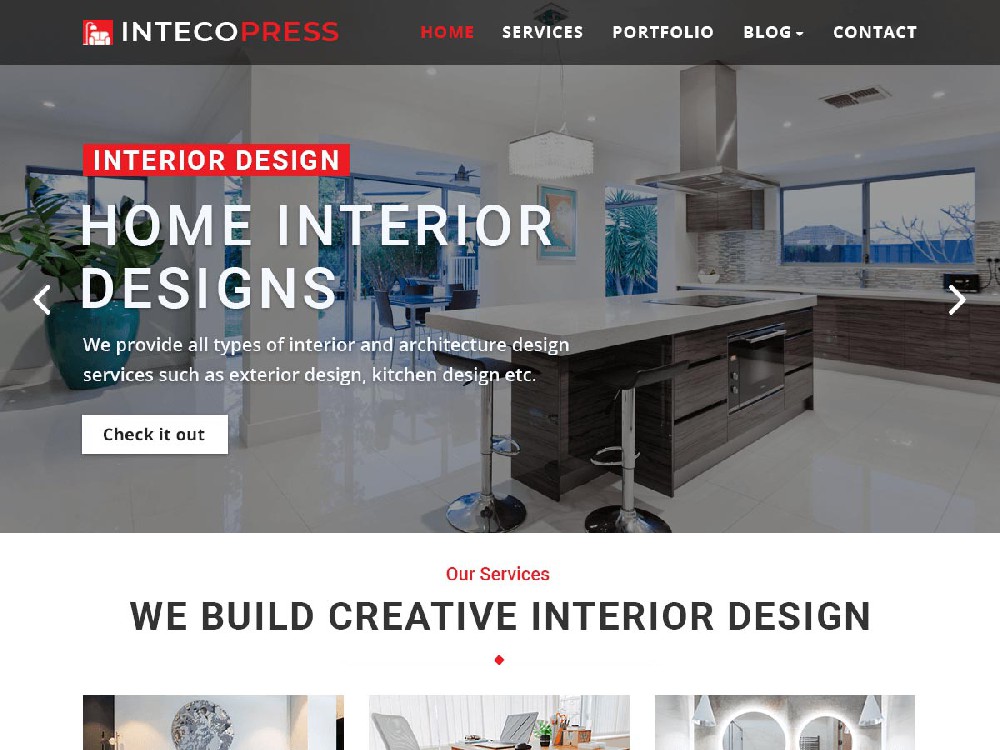 INTECOPRESS
HOME SERVICES PORTFOLIO BLOG CONTACT
INTERIOR DESIGN
HOME INTERIOR
DESIGNS
We provide all types of interior and architecture design
services such as exterior design, kitchen design etc.
Check it out
Our Services
WE BUILD CREATIVE INTERIOR DESIGN